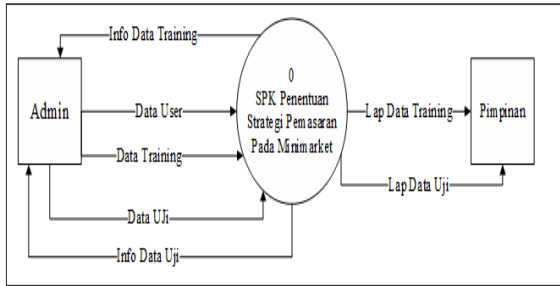 Info Data Training
0
SPK Penentuan
Strategi Pemasaran
Pada Minimarket
Admin
Data User
Lap Data Training
Pimpinan
Data Training
Lap Data Uji
Data UJi
Info Data Uji